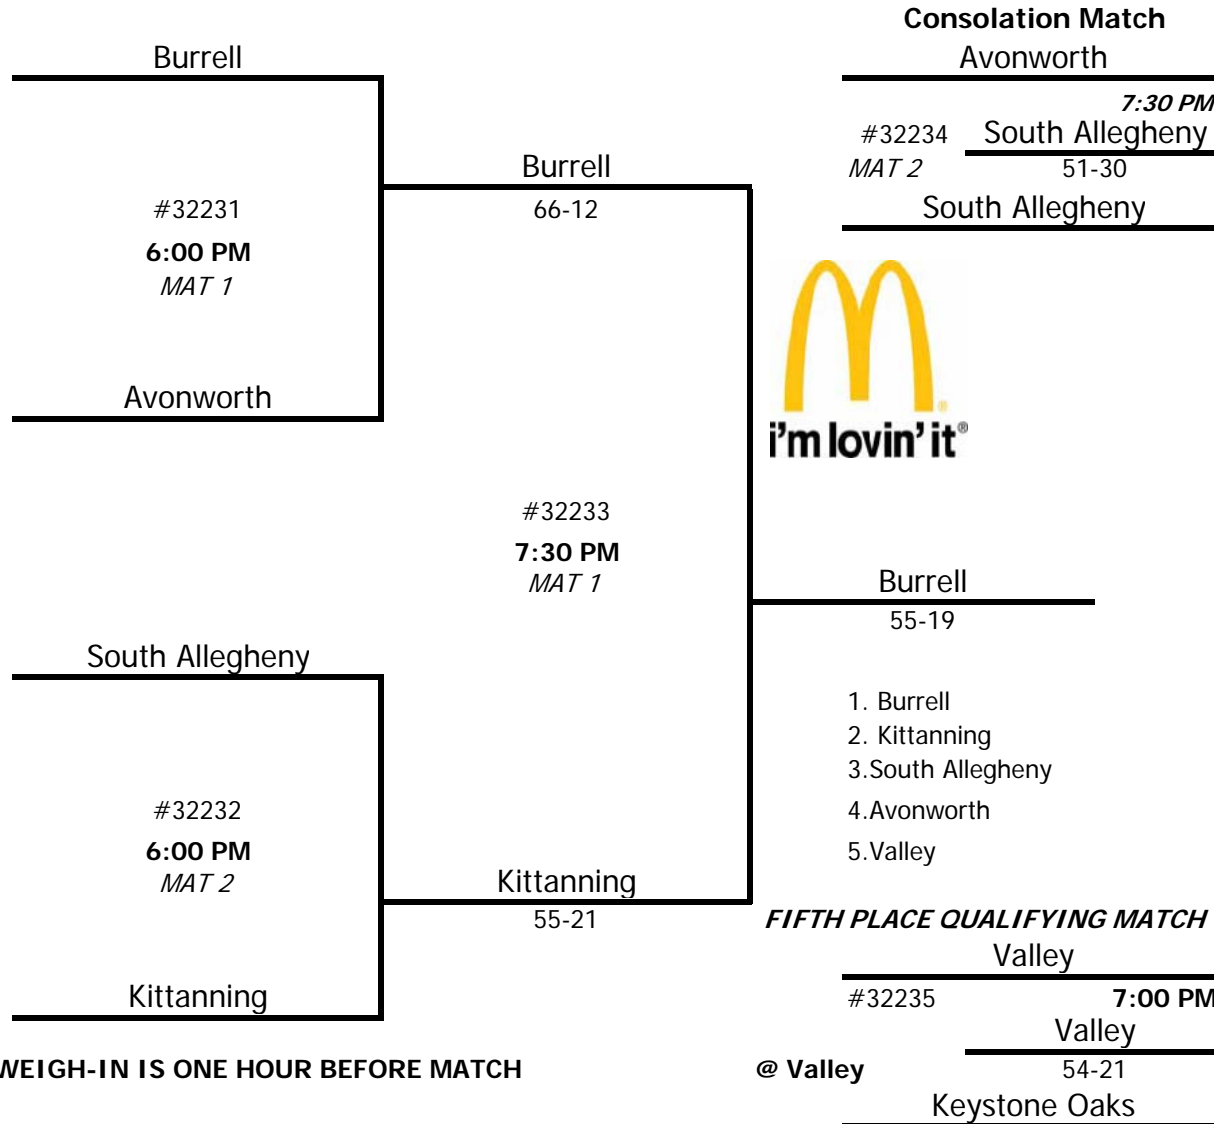 Consolation Match
Burrell
Avonworth
7:30 PM
#32234
South Allegheny
Burrell
MAT 2
51-30
#32231
66-12
South Allegheny
6:00 PM
MAT 1
Avonworth
M®
i'm lovin' it®
#32233
7:30 PM
MAT 1
Burrell
55-19
South Allegheny
1. Burrell
2. Kittanning
3.South Allegheny
#32232
4.Avonworth
6:00 PM
5.Valley
MAT 2
Kittanning
55-21
FIFTH PLACE QUALIFYING MATCH
Valley
Kittanning
#32235
7:00 PM
Valley
WEIGH-IN IS ONE HOUR BEFORE MATCH
@ Valley
54-21
Keystone Oaks